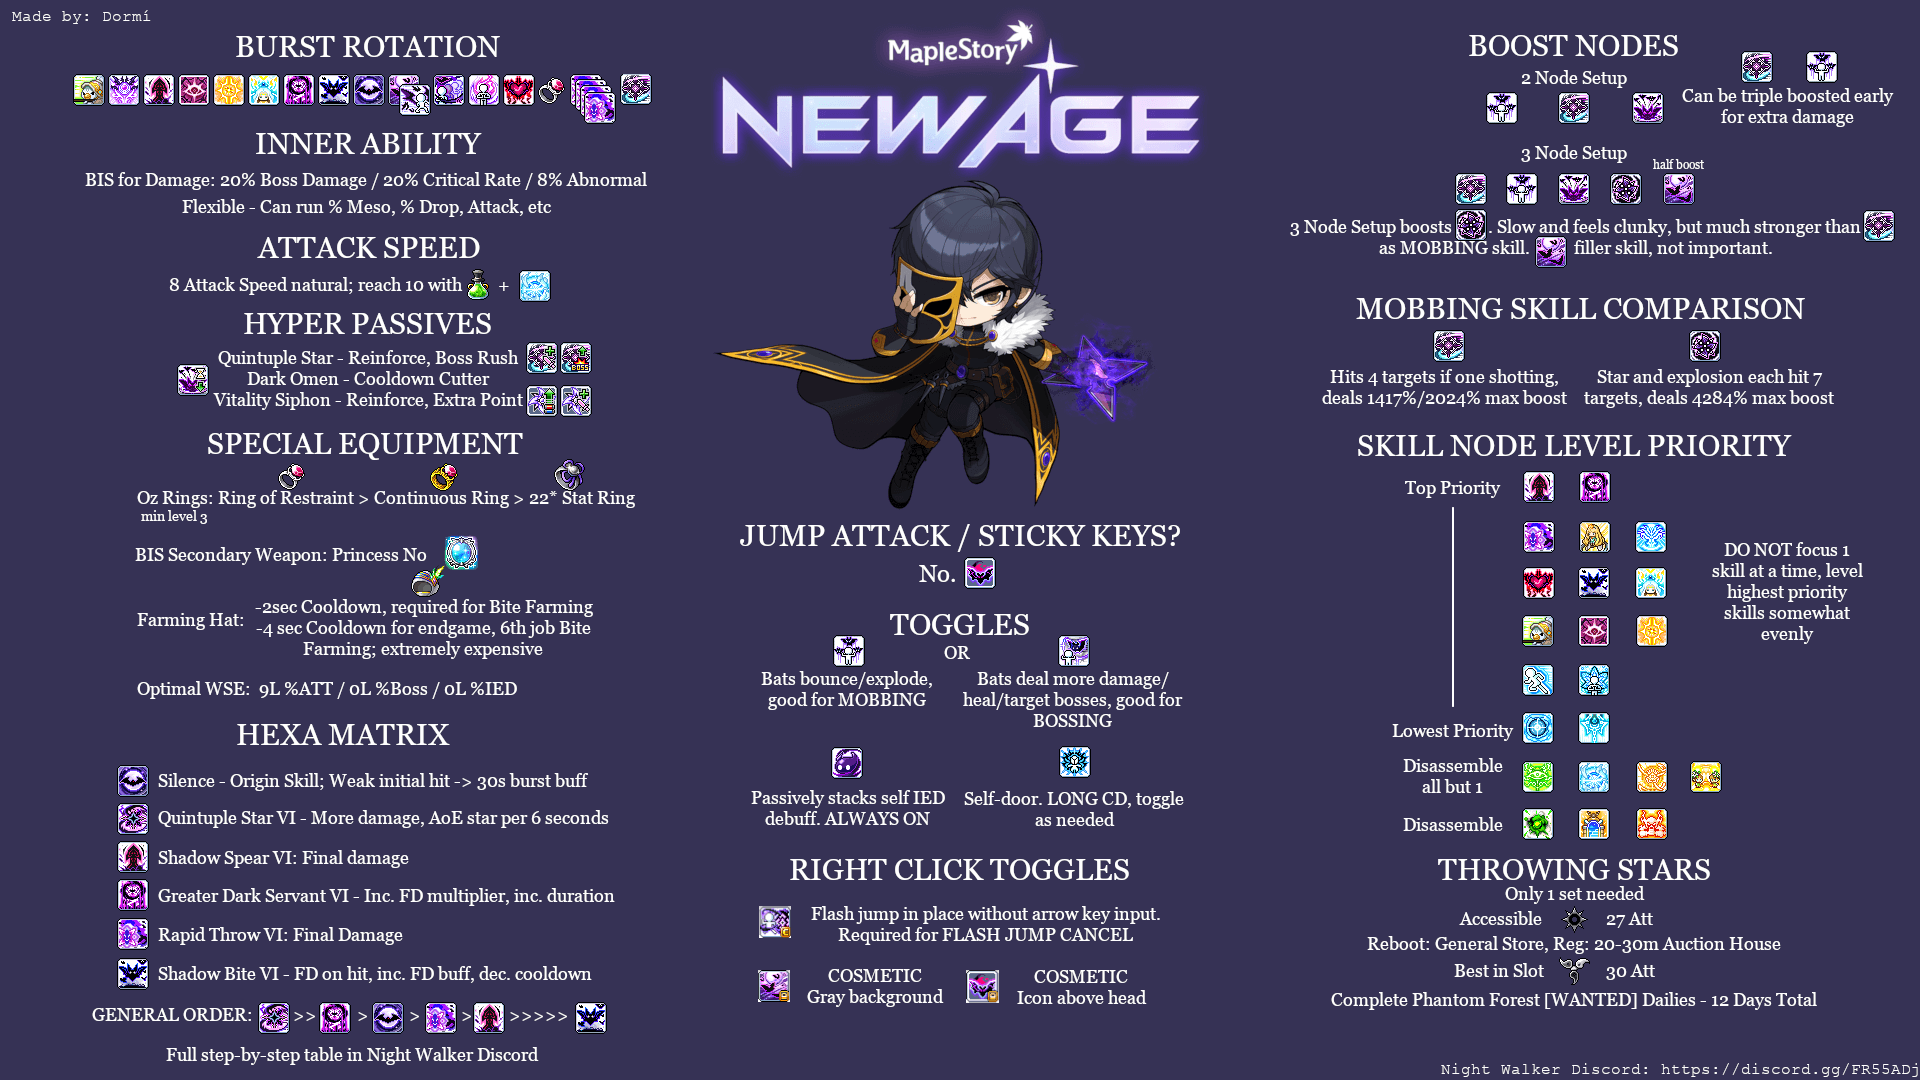 Made by: Dormí
BURST ROTATION
INNER ABILITY
BIS for Damage: 20% Boss Damage / 20% Critical Rate / 8% Abnormal
Flexible - Can run % Meso, % Drop, Attack, etc
ATTACK SPEED
8 Attack Speed natural; reach 10 with +
HYPER PASSIVES
Quintuple Star - Reinforce, Boss Rush
BOSS
Dark Omen - Cooldown Cutter
Vitality Siphon - Reinforce, Extra Point
SPECIAL EQUIPMENT
Oz Rings: Ring of Restraint > Continuous Ring > 22* Stat Ring
min level 3
BIS Secondary Weapon: Princess No
Farming Hat:
-2sec Cooldown, required for Bite Farming
-4 sec Cooldown for endgame, 6th job Bite
Farming; extremely expensive
Optimal WSE: 9L %ATT / 0L %Boss / 0L %IED
HEXA MATRIX
Silence - Origin Skill; Weak initial hit -> 30s burst buff
Quintuple Star VI - More damage, AoE star per 6 seconds
Shadow Spear VI: Final damage
Greater Dark Servant VI - Inc. FD multiplier, inc. duration
Rapid Throw VI: Final Damage
Shadow Bite VI - FD on hit, inc. FD buff, dec. cooldown
GENERAL ORDER: >> > > > >>>>>
Full step-by-step table in Night Walker Discord
MapleStory
NEW AGE
JUMP ATTACK / STICKY KEYS?
No.
TOGGLES
OR
Bats bounce/explode,
good for MOBBING
Bats deal more damage/
heal/target bosses, good for
BOSSING
Passively stacks self IED
debuff. ALWAYS ON
Self-door. LONG CD, toggle
as needed
RIGHT CLICK TOGGLES
Flash jump in place without arrow key input.
Required for FLASH JUMP CANCEL
COSMETIC
Gray background
COSMETIC
Icon above head
BOOST NODES
2 Node Setup
Can be triple boosted early
for extra damage
3 Node Setup
half boost
3 Node Setup boosts . Slow and feels clunky, but much stronger than
as MOBBING skill. filler skill, not important.
MOBBING SKILL COMPARISON
Hits 4 targets if one shotting,
deals 1417%/2024% max boost
Star and explosion each hit 7
targets, deals 4284% max boost
SKILL NODE LEVEL PRIORITY
Top Priority
DO NOT focus 1
skill at a time, level
highest priority
skills somewhat
evenly
Lowest Priority
Disassemble
all but 1
Disassemble
THROWING STARS
Only 1 set needed
Accessible 27 Att
Reboot: General Store, Reg: 20-30m Auction House
Best in Slot 30 Att
Complete Phantom Forest [WANTED] Dailies - 12 Days Total
Night Walker Discord: https://discord.gg/FR55ADj